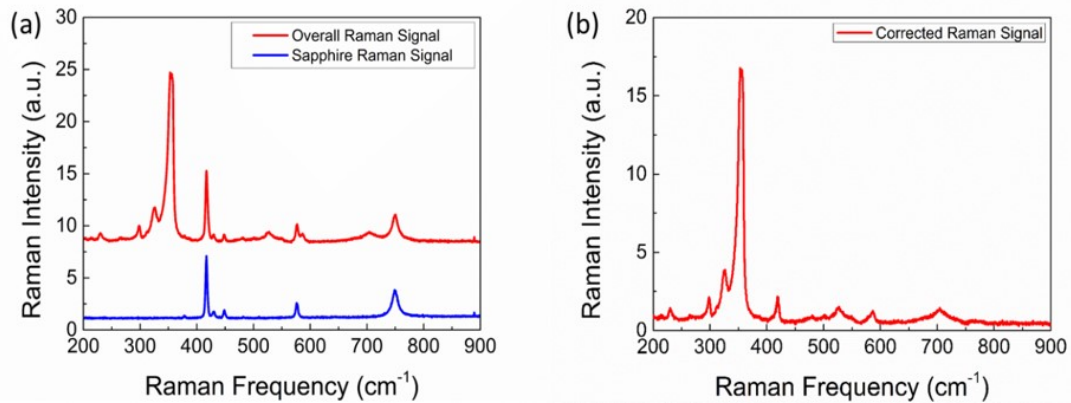 (a)
30
25
20
15
10
5
0
Raman Intensity (a.u.)
Overall Raman Signal
Sapphire Raman Signal
200 300 400 500 600 700 800 900
Raman Frequency (cm⁻¹)
(b)
20
15
10
5
0
Raman Intensity (a.u.)
Corrected Raman Signal
200 300 400 500 600 700 800 900
Raman Frequency (cm⁻¹)